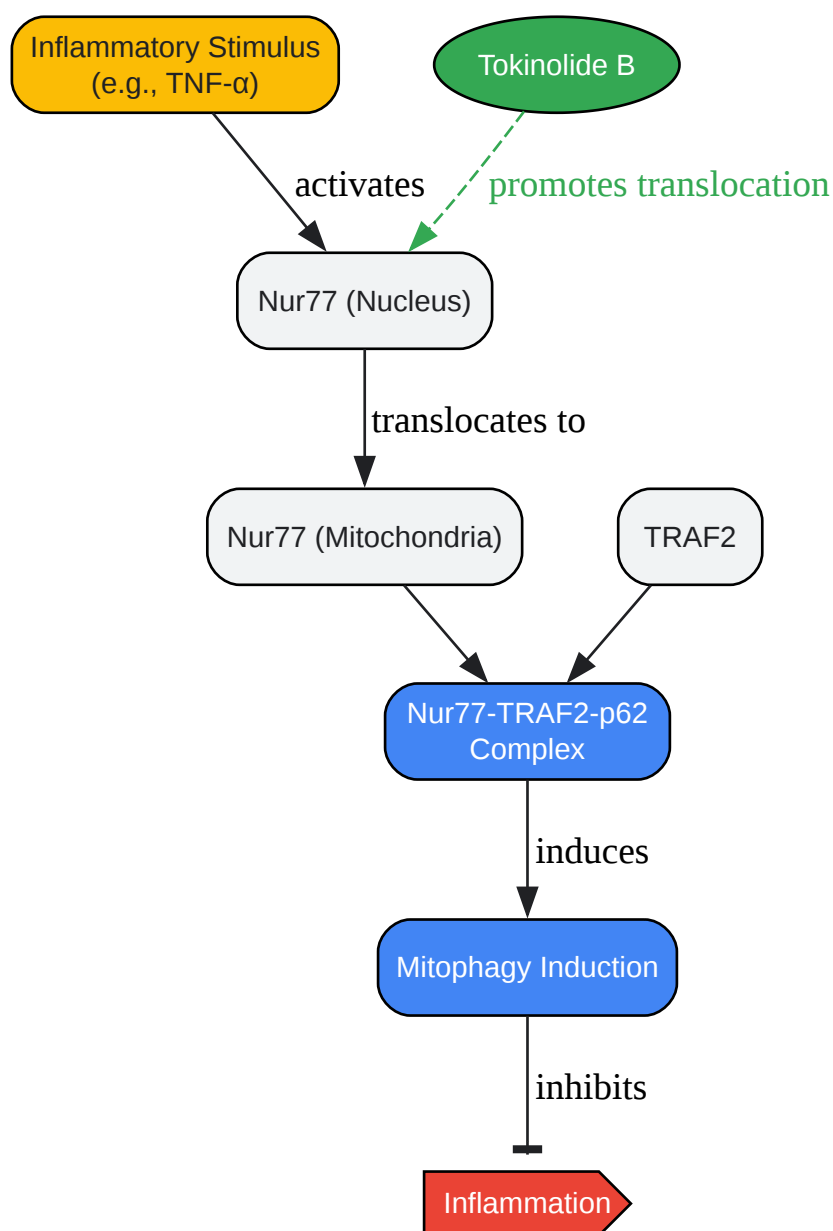 Inflammatory Stimulus
(e.g., TNF-α)
Tokinolide B
activates
promotes translocation
Nur77 (Nucleus)
translocates to
Nur77 (Mitochondria)
TRAF2
Nur77-TRAF2-p62
Complex
induces
Mitophagy Induction
inhibits
Inflammation